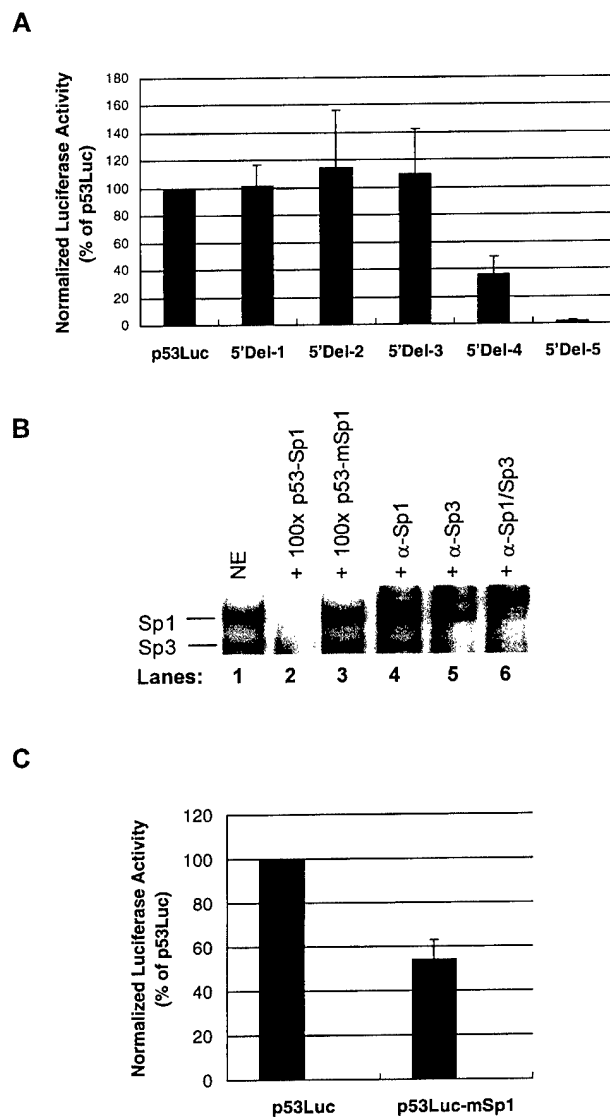 A
Normalized Luciferase Activity
(% of p53Luc)
180
160
140
120
100
80
60
40
20
0
p53Luc 5'Del-1 5'Del-2 5'Del-3 5'Del-4 5'Del-5
B
NE
+ 100x p53-Sp1
+ 100x p53-mSp1
+ α-Sp1
+ α-Sp3
+ α-Sp1/Sp3
Sp1
Sp3
Lanes: 1 2 3 4 5 6
C
Normalized Luciferase Activity
(% of p53Luc)
120
100
80
60
40
20
0
p53Luc p53Luc-mSp1